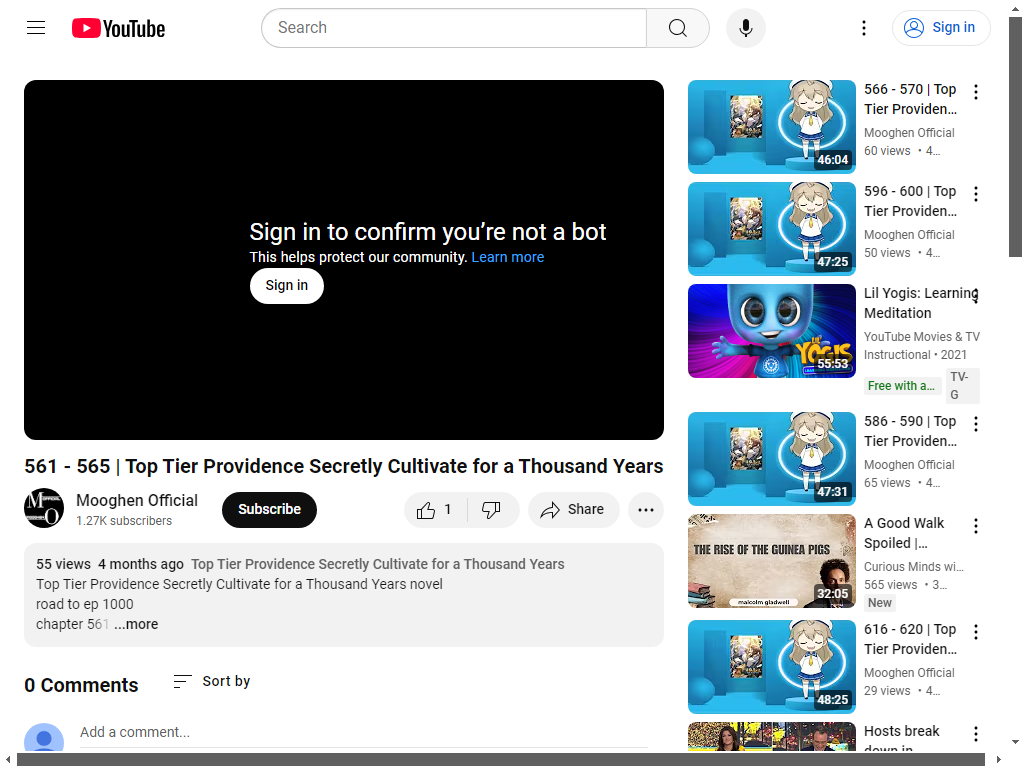 YouTube
Search
Sign in
Sign in to confirm you’re not a bot
This helps protect our community. Learn more
Sign in
561 - 565 | Top Tier Providence Secretly Cultivate for a Thousand Years
Mooghen Official
1.27K subscribers
Subscribe
1
Share
55 views 4 months ago Top Tier Providence Secretly Cultivate for a Thousand Years
Top Tier Providence Secretly Cultivate for a Thousand Years novel
road to ep 1000
chapter 561 ...more
0 Comments
Sort by
Add a comment...
46:04
566 - 570 | Top
Tier Providen...
Mooghen Official
60 views • 4...
47:25
596 - 600 | Top
Tier Providen...
Mooghen Official
50 views • 4...
LIL
YOGIS
55:53
Lil Yogis: Learning
Meditation
YouTube Movies & TV
Instructional • 2021
Free with a...
TV-
G
47:31
586 - 590 | Top
Tier Providen...
Mooghen Official
65 views • 4...
THE RISE OF THE GUINEA PIGS
malcolm gladwell
32:05
A Good Walk
Spoiled |...
Curious Minds wi...
565 views • 3...
New
48:25
616 - 620 | Top
Tier Providen...
Mooghen Official
29 views • 4...
Hosts break
down in